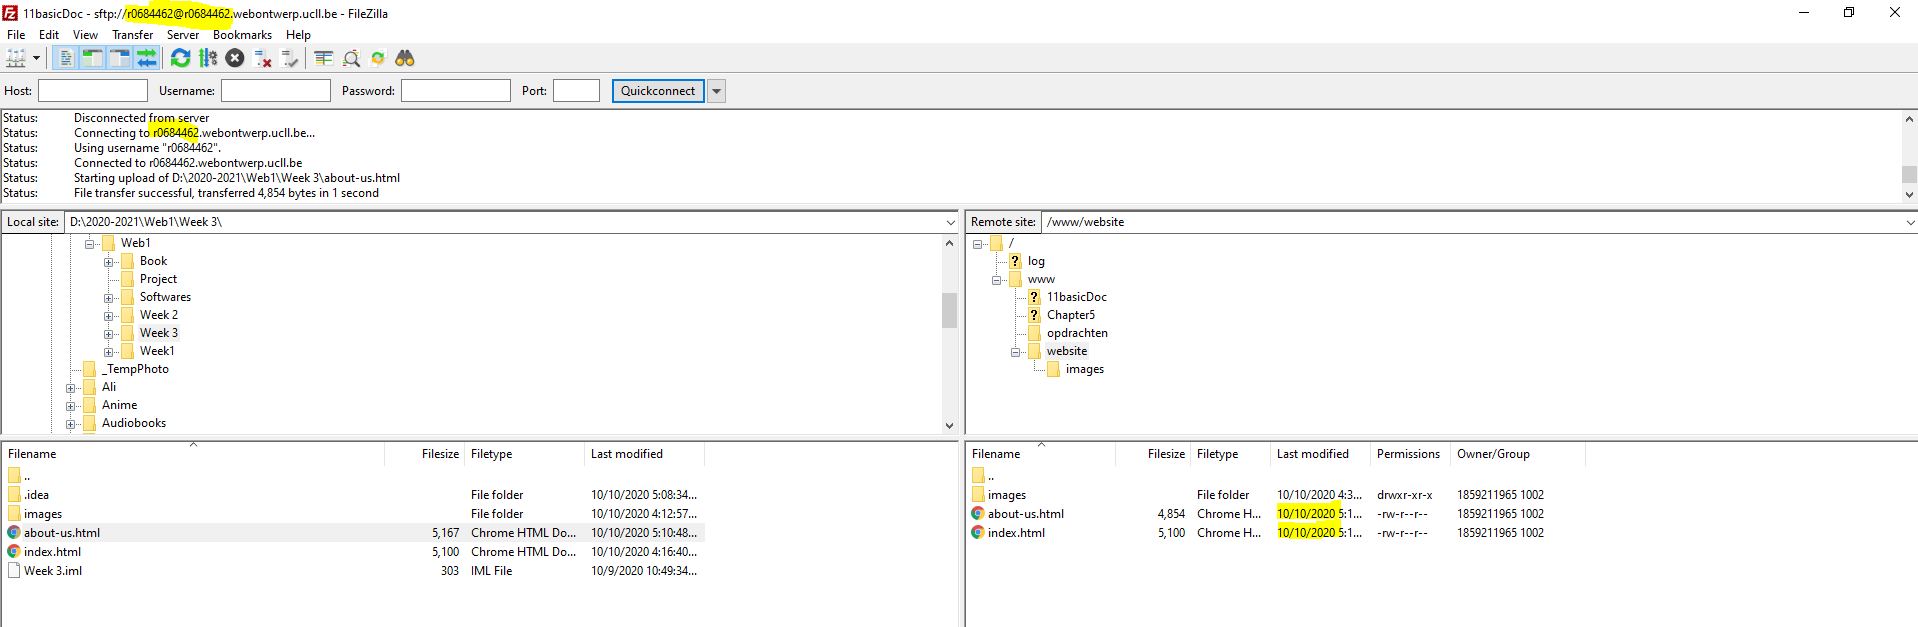 11basicDoc - sftp://r0684462@r0684462.webontwerp.ucll.be - FileZilla
File Edit View Transfer Server Bookmarks Help
Host: Username: Password: Port: Quickconnect
Status: Disconnected from server
Status: Connecting to r0684462.webontwerp.ucll.be...
Status: Using username "r0684462".
Status: Connected to r0684462.webontwerp.ucll.be
Status: Starting upload of D:\2020-2021\Web1\Week 3\about-us.html
Status: File transfer successful, transferred 4,854 bytes in 1 second
Local site: D:\2020-2021\Web1\Week 3\
Web1
Book
Project
Softwares
Week 2
Week 3
Week1
_TempPhoto
Ali
Anime
Audiobooks
Remote site: /www/website
/
log
www
11basicDoc
Chapter5
opdrachten
website
images
Filename Filesize Filetype Last modified
..
.idea File folder 10/10/2020 5:08:34...
images File folder 10/10/2020 4:12:57...
about-us.html 5,167 Chrome HTML Do... 10/10/2020 5:10:48...
index.html 5,100 Chrome HTML Do... 10/10/2020 4:16:40...
Week 3.iml 303 IML File 10/9/2020 10:49:34...
Filename Filesize Filetype Last modified Permissions Owner/Group
..
images File folder 10/10/2020 4:3... drwxr-xr-x 1859211965 1002
about-us.html 4,854 Chrome H... 10/10/2020 5:1... -rw-r--r-- 1859211965 1002
index.html 5,100 Chrome H... 10/10/2020 5:1... -rw-r--r-- 1859211965 1002